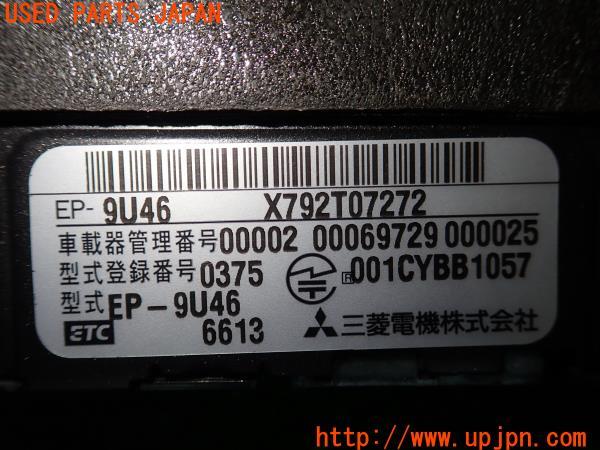 USED PARTS JAPAN
EP- 9U46 X792T07272
車載器管理番号00002 00069729 000025
型式登録番号0375 R 001CYBB1057
型式EP-9U46
ETC 6613 三菱電機株式会社
http://www.upjpn.com